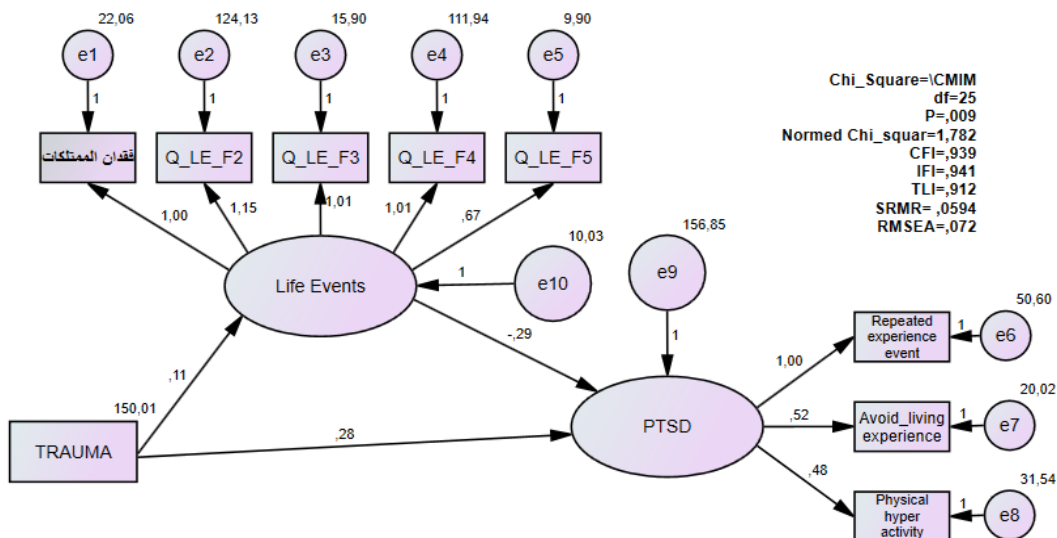 22,06
124,13
15,90
111,94
9,90
e1
e2
e3
e4
e5
1
1
1
1
1
فقدان الممتلكات
Q_LE_F2
Q_LE_F3
Q_LE_F4
Q_LE_F5
Chi_Square=\CMIM
df=25
P=,009
Normed Chi_squar=1,782
CFI=,939
IFI=,941
TLI=,912
SRMR= ,0594
RMSEA=,072
1,00
1,15
1,01
1,01
,67
Life Events
1
10,03
e10
156,85
e9
1
-,29
,11
150,01
TRAUMA
,28
PTSD
1,00
,52
,48
50,60
Repeated
experience
event
1
e6
20,02
Avoid_living
experience
1
e7
31,54
Physical
hyper
activity
1
e8